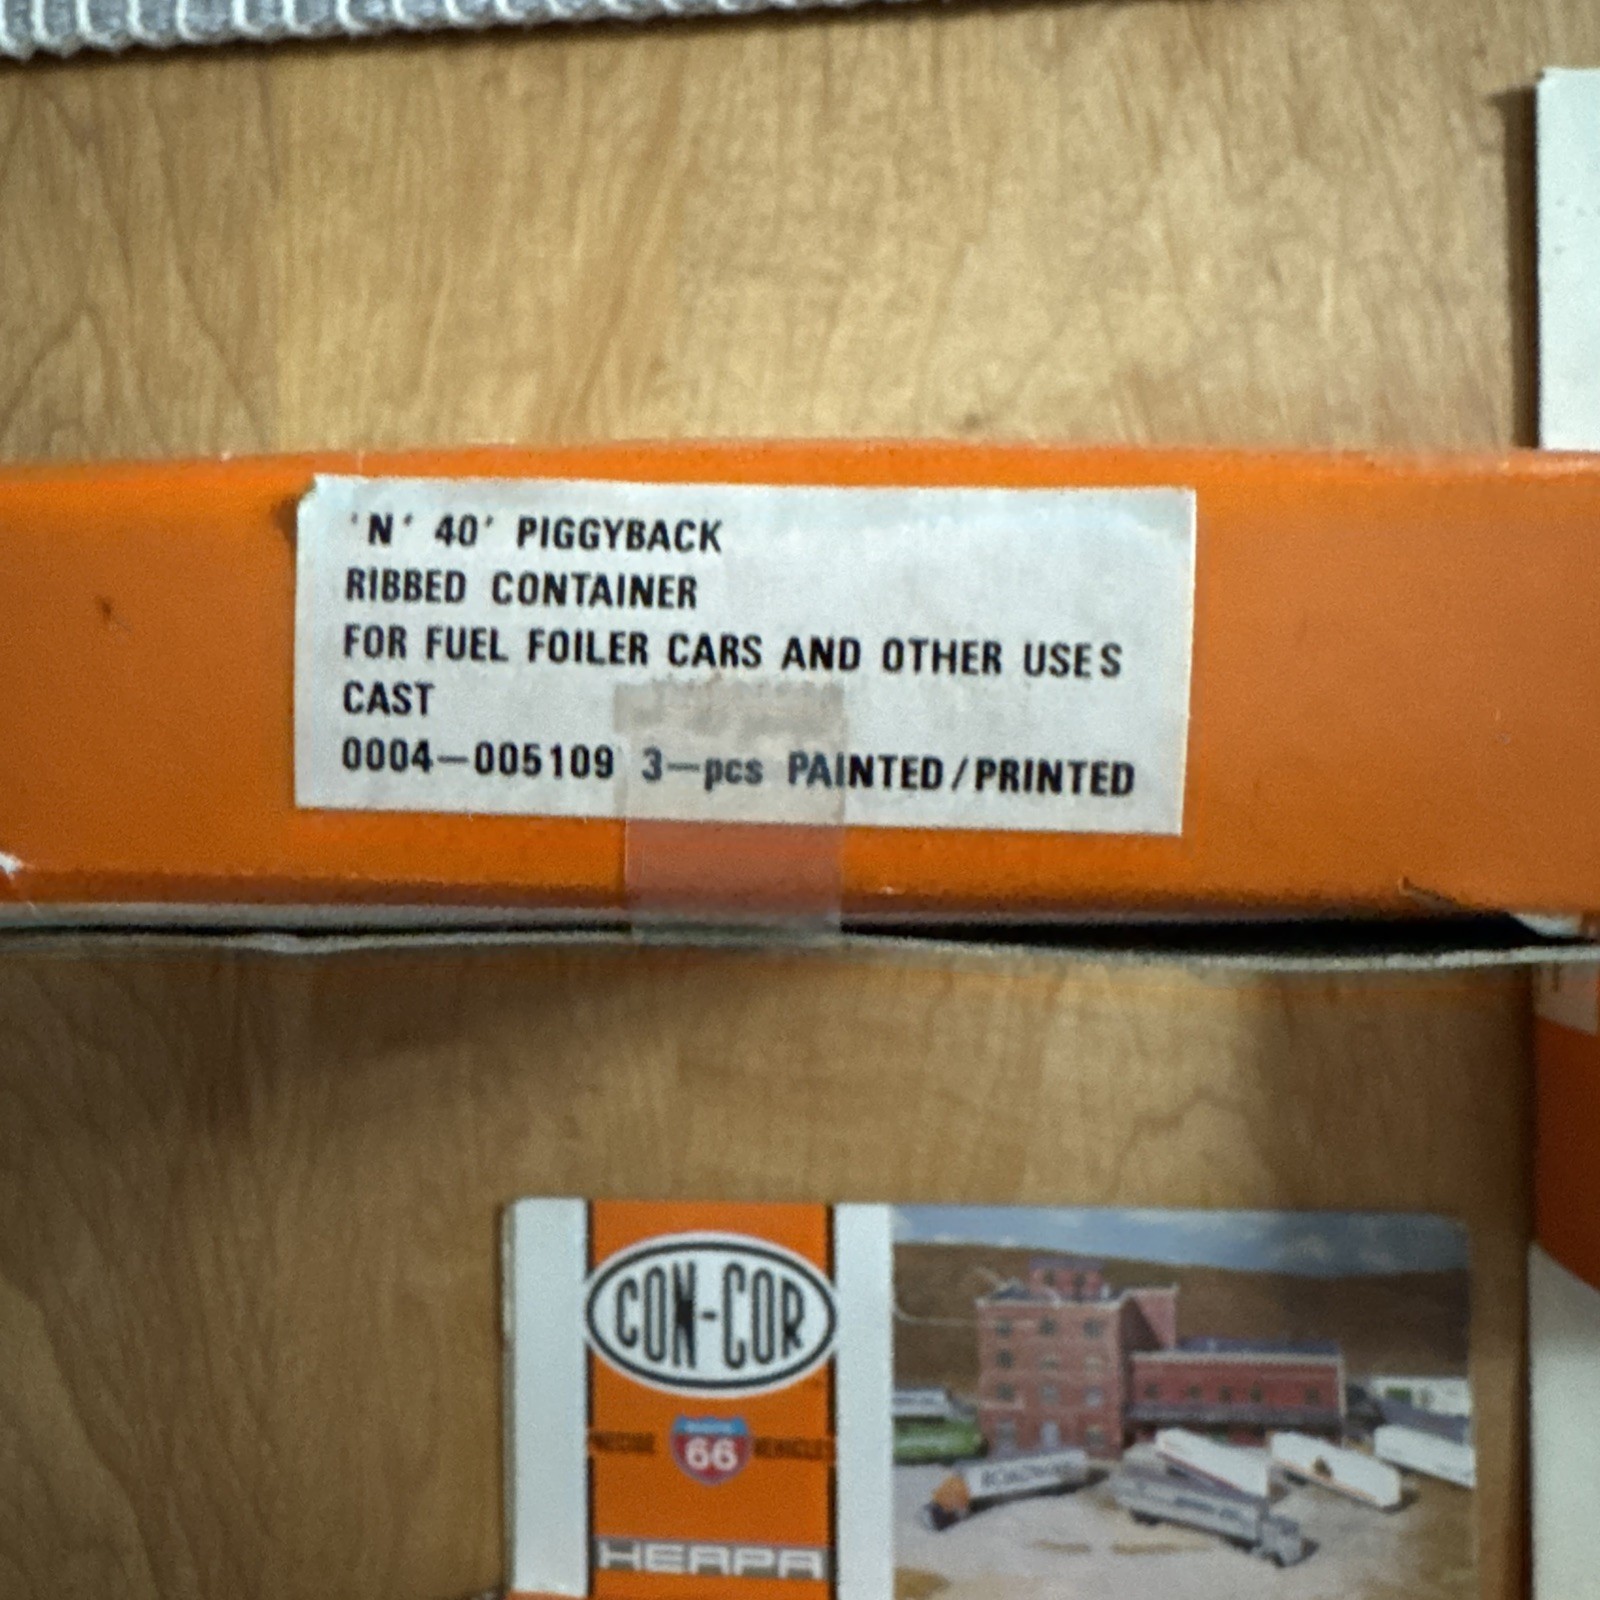 'N' 40' PIGGYBACK
RIBBED CONTAINER
FOR FUEL FOILER CARS AND OTHER USES
CAST
0004-005109 3-pcs PAINTED/PRINTED
CON-COR
66
HERPA
ROADWAY